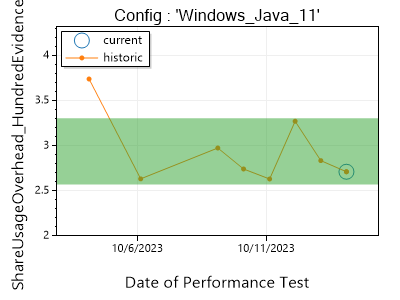 Config : 'Windows_Java_11'
current
historic
ShareUsageOverhead_HundredEvidence
4
3.5
3
2.5
2
10/6/2023
10/11/2023
Date of Performance Test